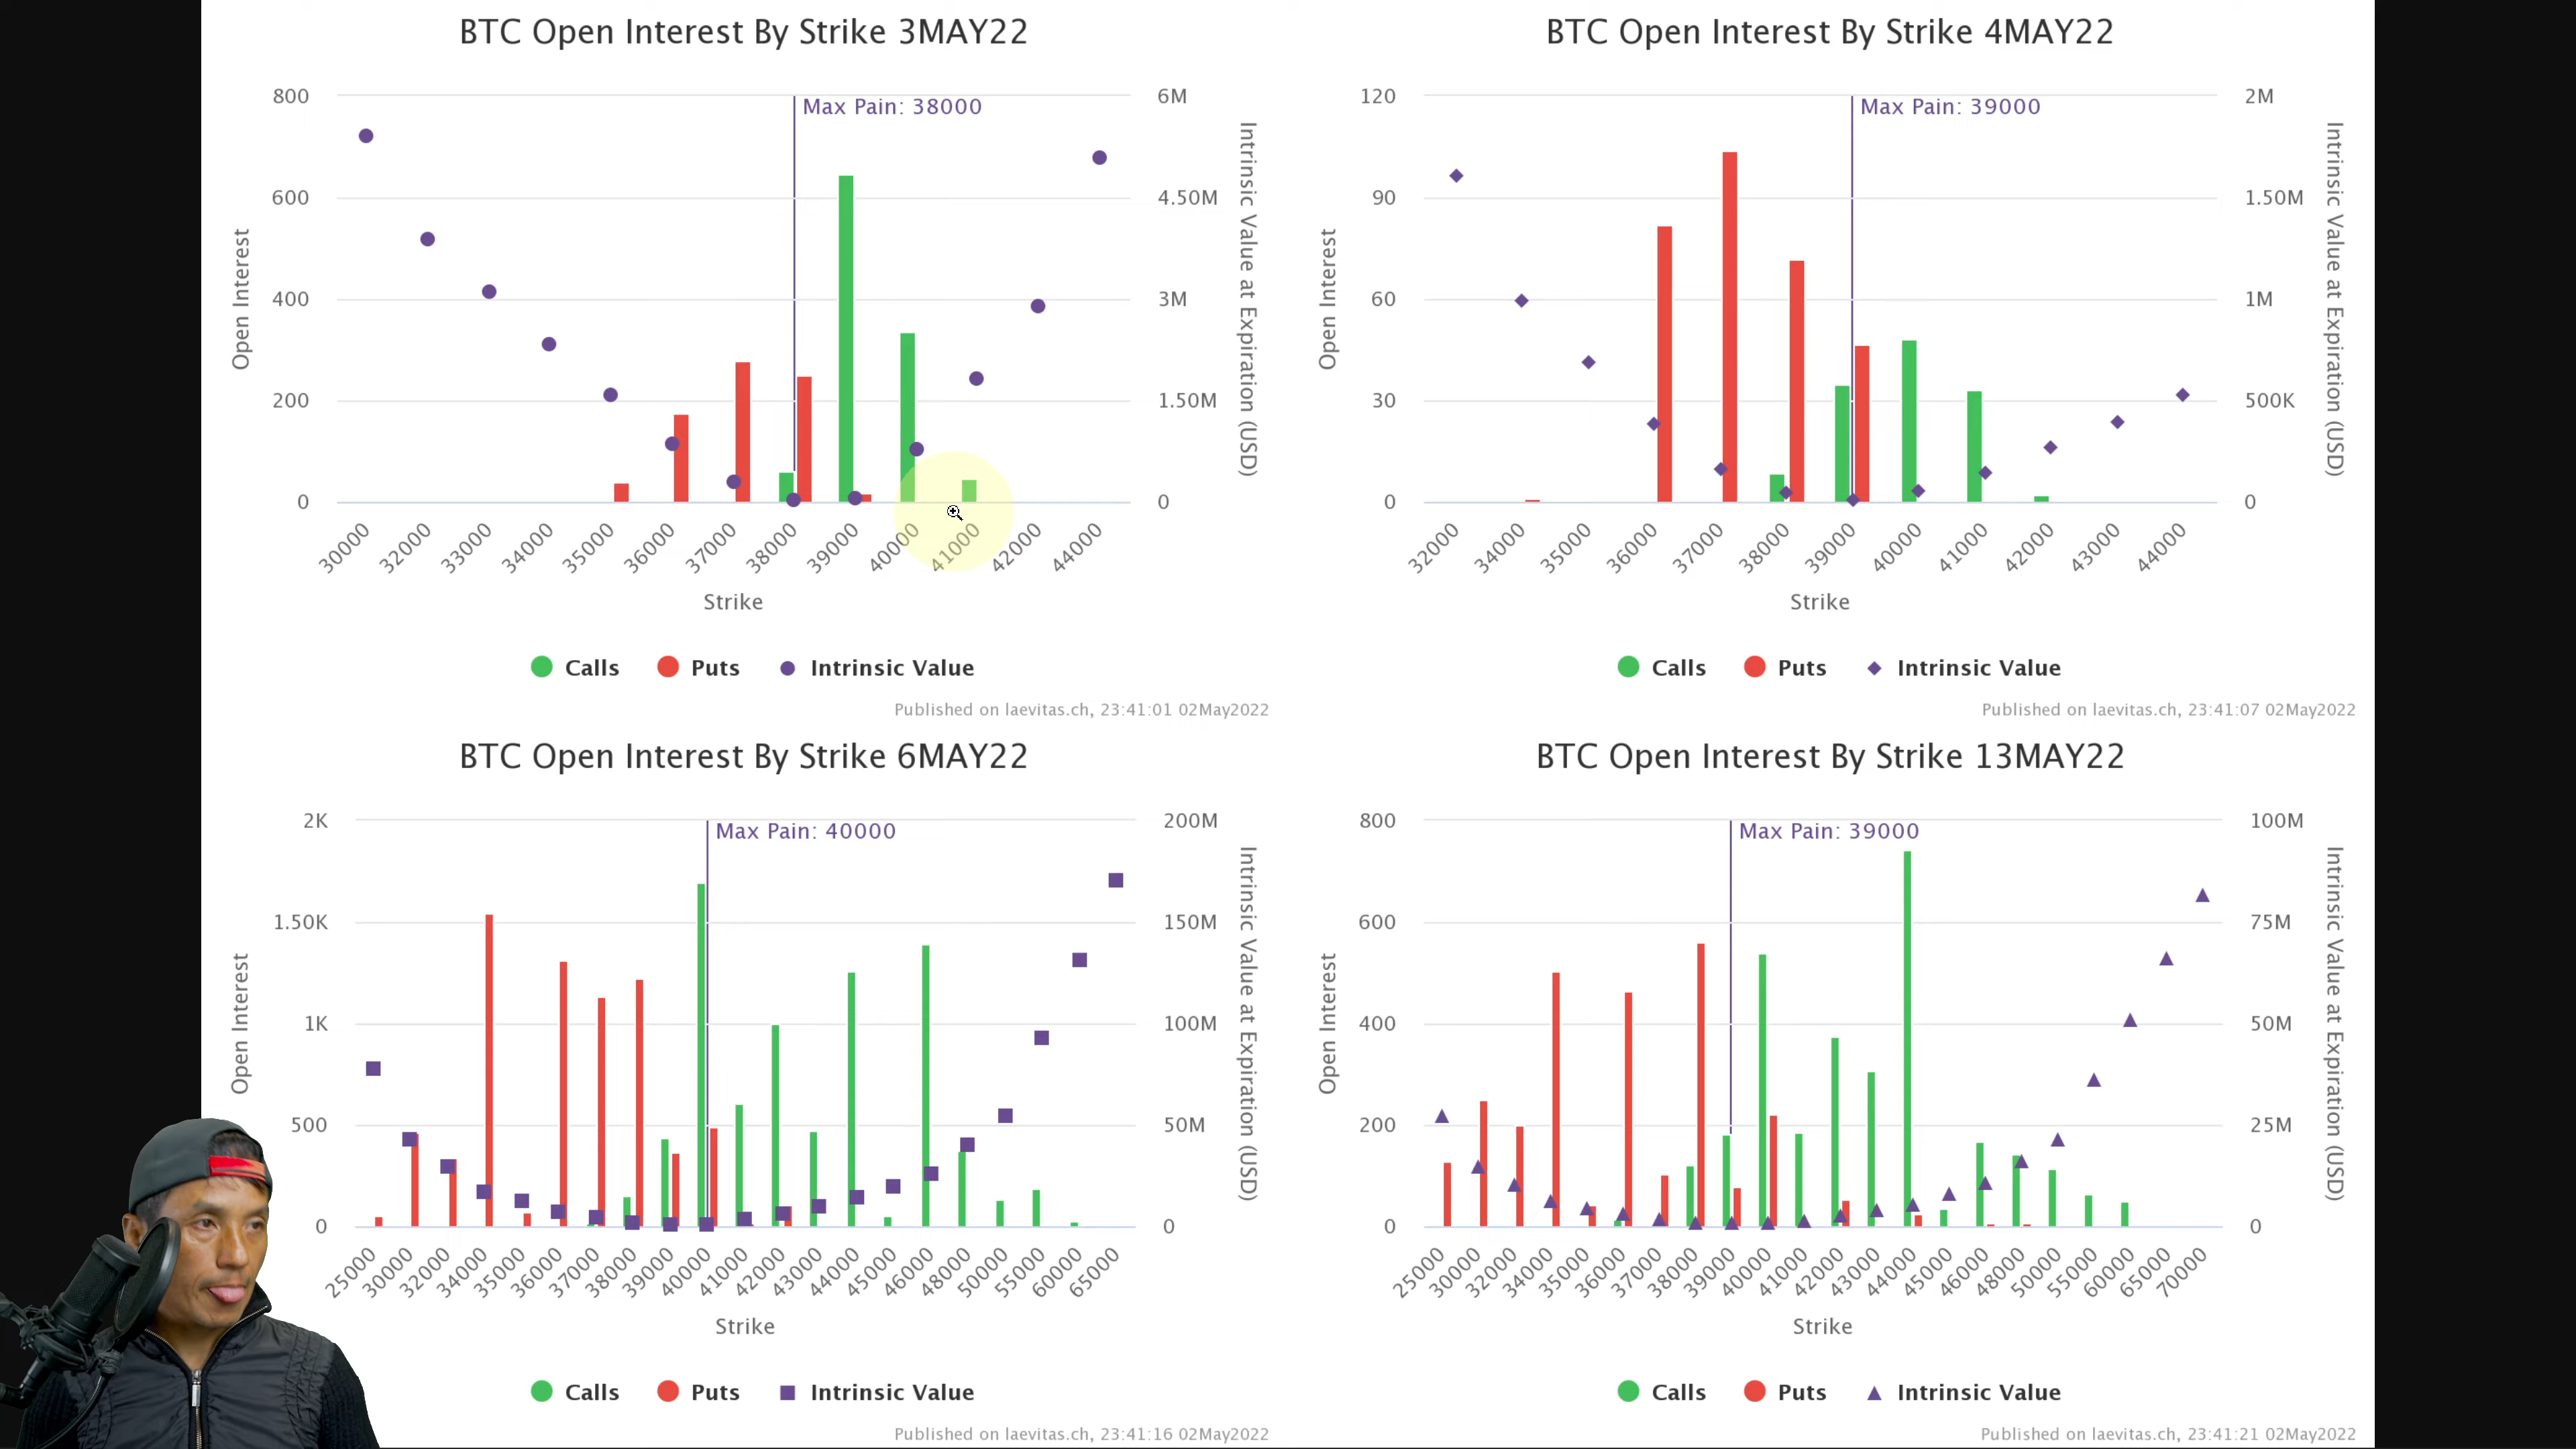 BTC Open Interest By Strike 3MAY22
Max Pain: 38000
800
600
400
200
0
Open Interest
6M
4.50M
3M
1.50M
0
Intrinsic Value at Expiration (USD)
30000 32000 33000 34000 35000 36000 37000 38000 39000 40000 41000 42000 44000
Strike
Calls Puts Intrinsic Value
Published on laevitas.ch, 23:41:01 02May2022
BTC Open Interest By Strike 4MAY22
Max Pain: 39000
120
90
60
30
0
Open Interest
2M
1.50M
1M
500K
0
Intrinsic Value at Expiration (USD)
32000 34000 35000 36000 37000 38000 39000 40000 41000 42000 43000 44000
Strike
Calls Puts Intrinsic Value
Published on laevitas.ch, 23:41:07 02May2022
BTC Open Interest By Strike 6MAY22
Max Pain: 40000
2K
1.50K
1K
500
0
Open Interest
200M
150M
100M
50M
0
Intrinsic Value at Expiration (USD)
25000 30000 32000 34000 35000 36000 37000 38000 39000 40000 41000 42000 43000 44000 45000 46000 48000 50000 55000 60000 65000
Strike
Calls Puts Intrinsic Value
Published on laevitas.ch, 23:41:16 02May2022
BTC Open Interest By Strike 13MAY22
Max Pain: 39000
800
600
400
200
0
Open Interest
100M
75M
50M
25M
0
Intrinsic Value at Expiration (USD)
25000 30000 32000 34000 35000 36000 37000 38000 39000 40000 41000 42000 43000 44000 45000 46000 48000 50000 55000 60000 65000 70000
Strike
Calls Puts Intrinsic Value
Published on laevitas.ch, 23:41:21 02May2022